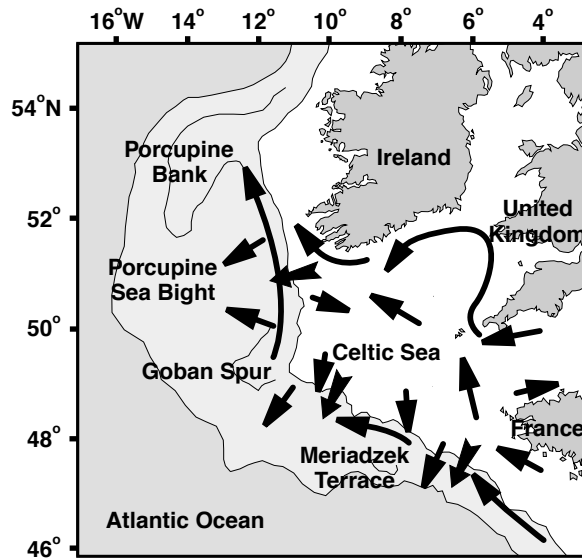 16°W 14° 12° 10° 8° 6° 4°
54°N
Porcupine
Bank
Ireland
52°
United
Kingdom
Porcupine
Sea Bight
50°
Celtic Sea
Goban Spur
France
48°
Meriadzek
Terrace
Atlantic Ocean
46°